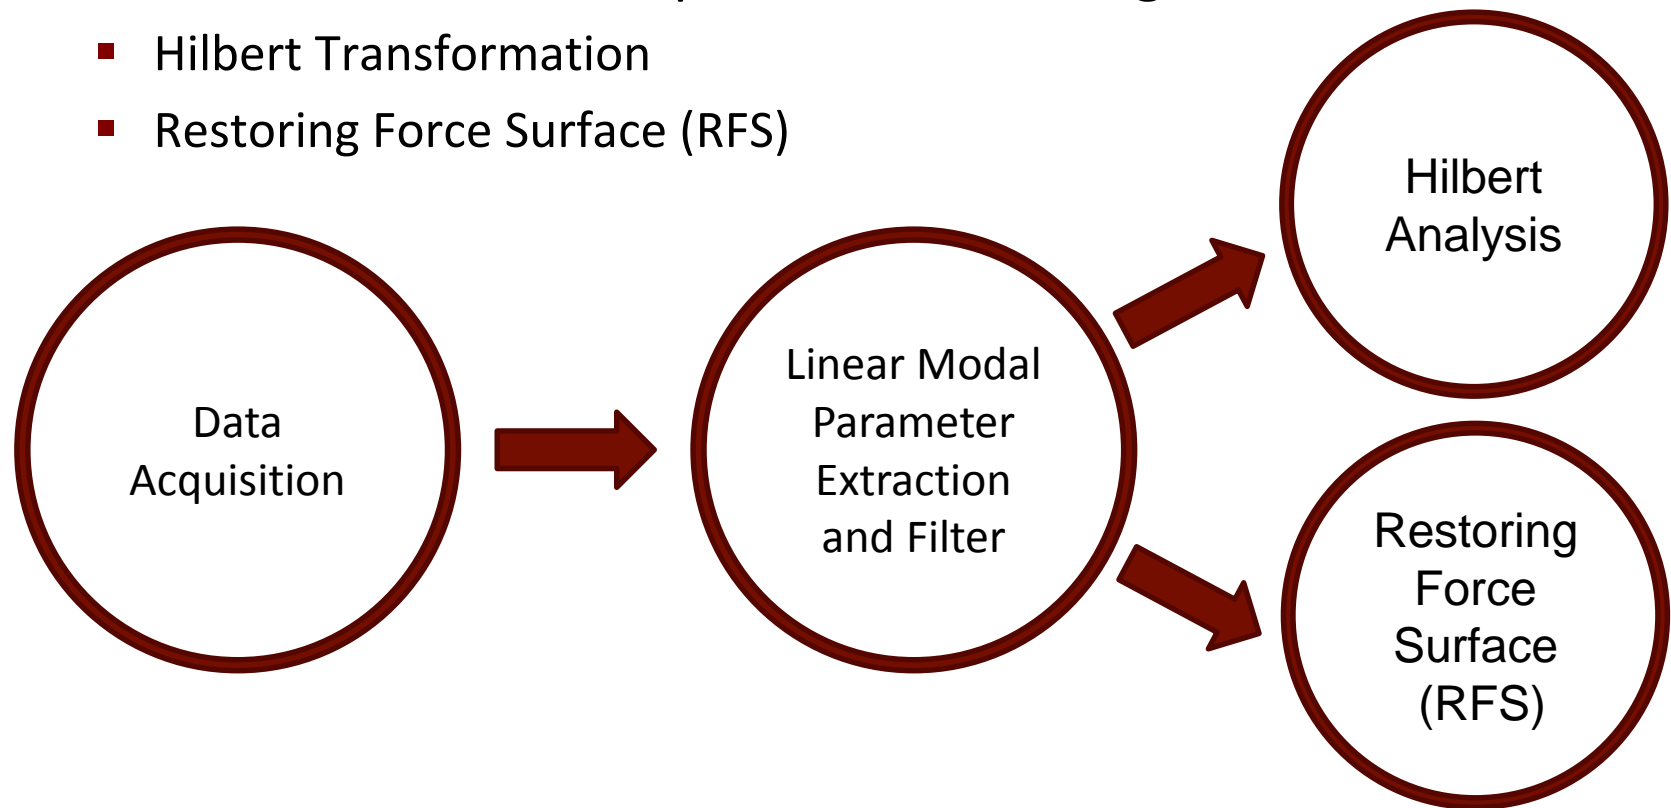 Hilbert Transformation
Restoring Force Surface (RFS)
Hilbert
Analysis
Data
Acquisition
Linear Modal
Parameter
Extraction
and Filter
Restoring
Force
Surface
(RFS)